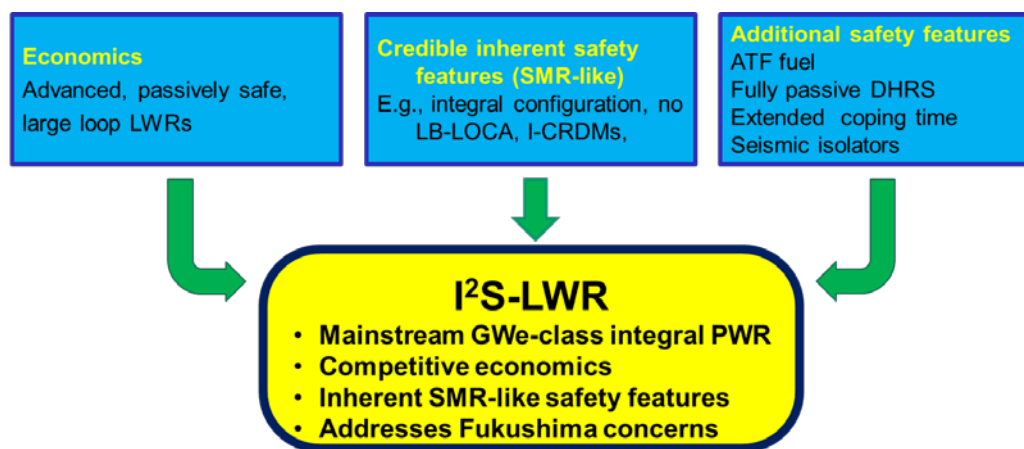 Economics
Advanced, passively safe,
large loop LWRs
Credible inherent safety
features (SMR-like)
E.g., integral configuration, no
LB-LOCA, I-CRDMs,
Additional safety features
ATF fuel
Fully passive DHRS
Extended coping time
Seismic isolators
I²S-LWR
• Mainstream GWe-class integral PWR
• Competitive economics
• Inherent SMR-like safety features
• Addresses Fukushima concerns